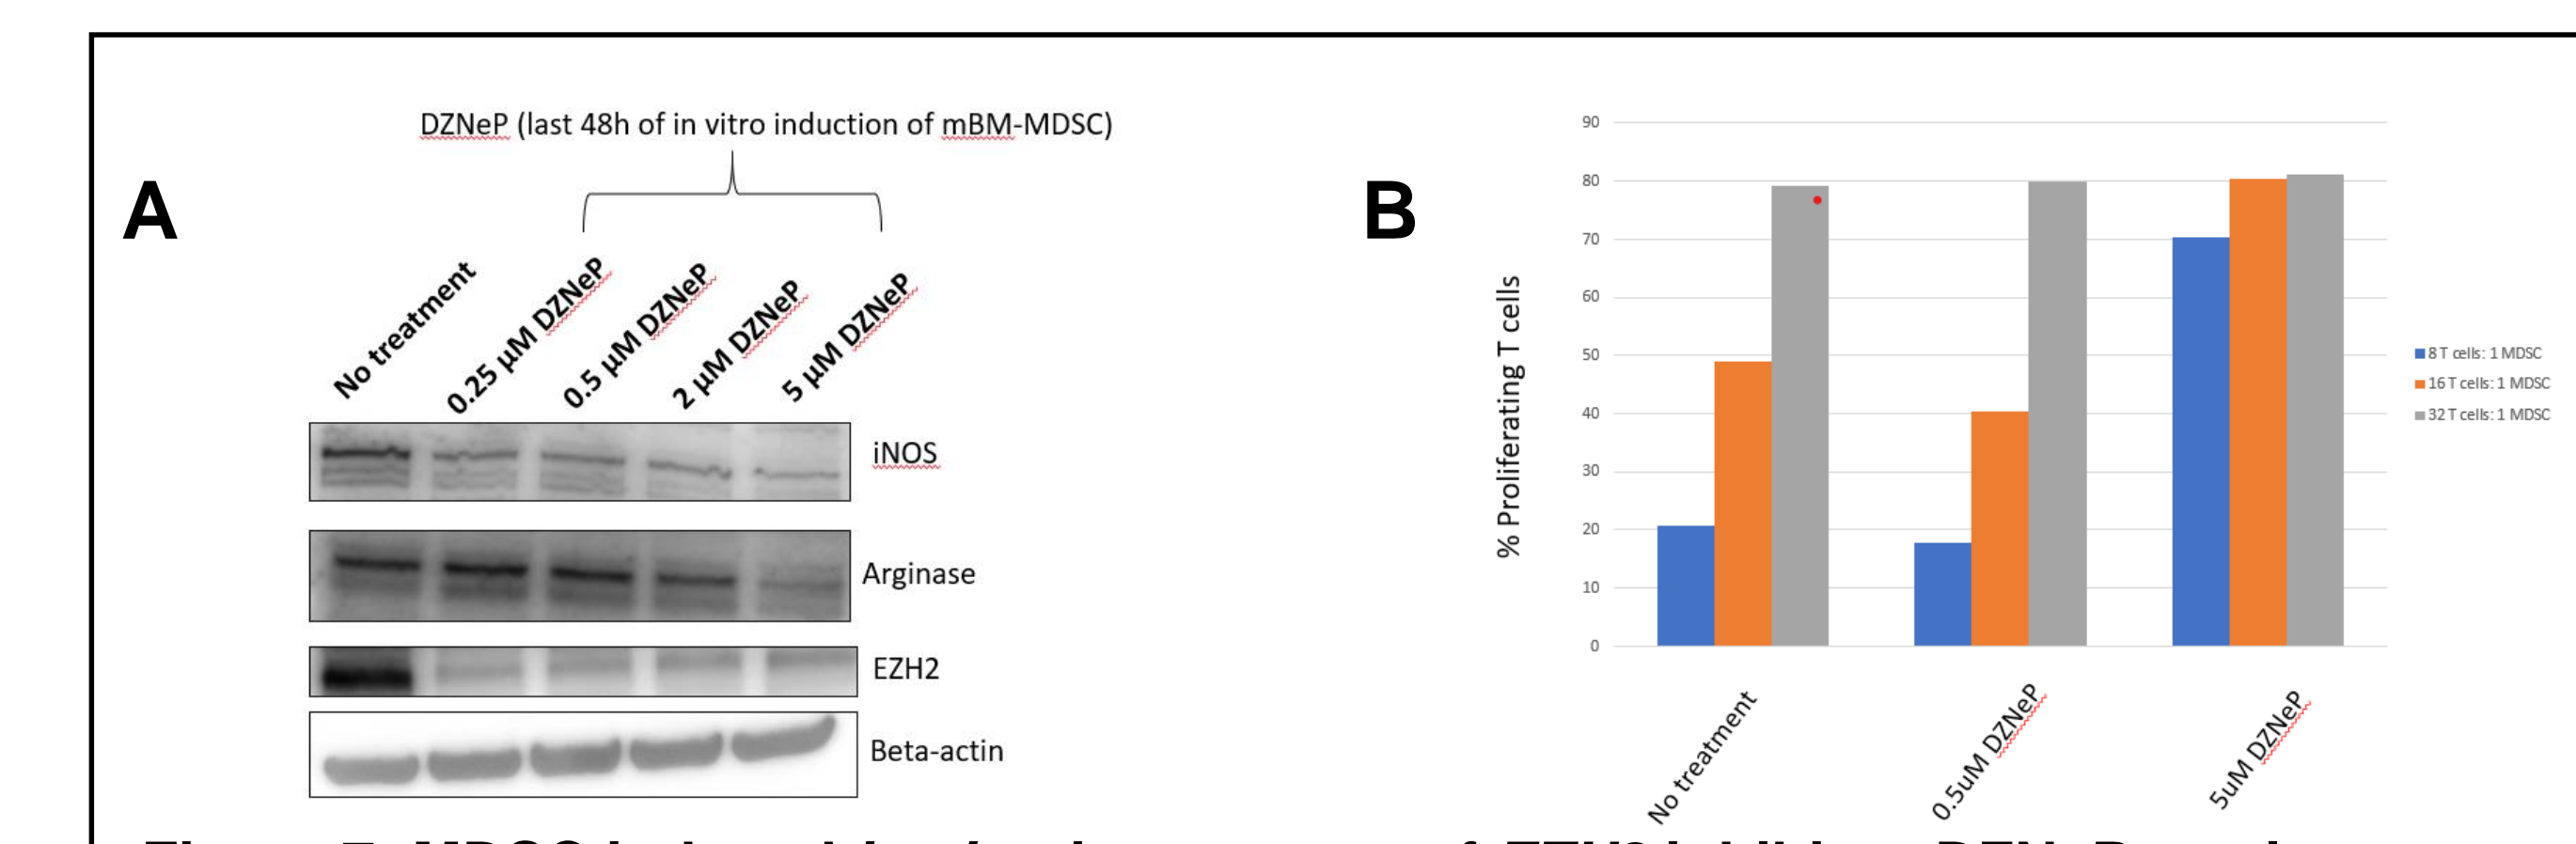 DZNeP (last 48h of in vitro induction of mBM-MDSC)
A
No treatment
0.25 µM DZNeP
0.5 µM DZNeP
2 µM DZNeP
5 µM DZNeP
iNOS
Arginase
EZH2
Beta-actin
B
% Proliferating T cells
90
80
70
60
50
40
30
20
10
0
No treatment
0.5uM DZNeP
5uM DZNeP
8 T cells: 1 MDSC
16 T cells: 1 MDSC
32 T cells: 1 MDSC